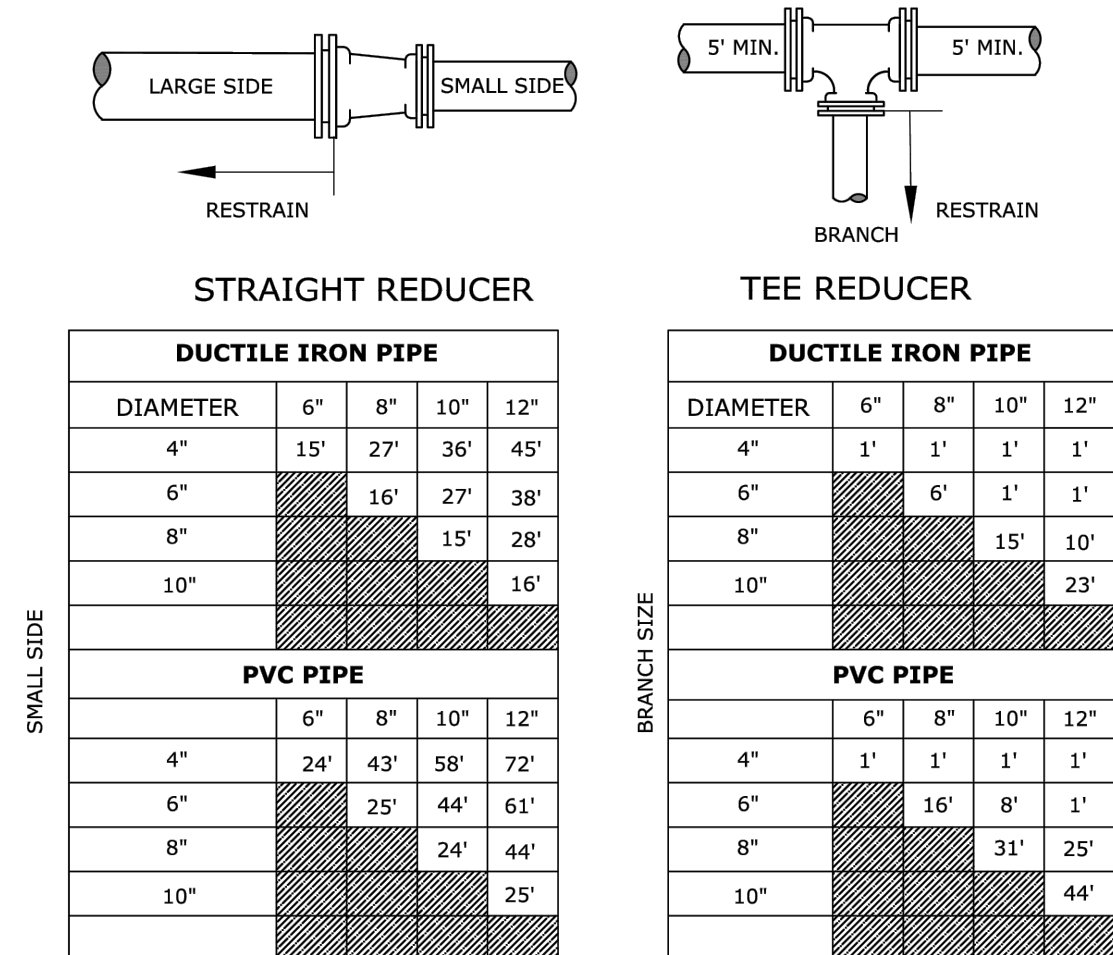 LARGE SIDE
SMALL SIDE
RESTRAIN
5' MIN.
5' MIN.
RESTRAIN
BRANCH
STRAIGHT REDUCER
DUCTILE IRON PIPE
DIAMETER 6" 8" 10" 12"
4" 15' 27' 36' 45'
6" 16' 27' 38'
8" 15' 28'
10" 16'
SMALL SIDE
PVC PIPE
6" 8" 10" 12"
4" 24' 43' 58' 72'
6" 25' 44' 61'
8" 24' 44'
10" 25'
TEE REDUCER
DUCTILE IRON PIPE
DIAMETER 6" 8" 10" 12"
4" 1' 1' 1' 1'
6" 6' 1' 1'
8" 15' 10'
10" 23'
BRANCH SIZE
PVC PIPE
6" 8" 10" 12"
4" 1' 1' 1' 1'
6" 16' 8' 1'
8" 31' 25'
10" 44'